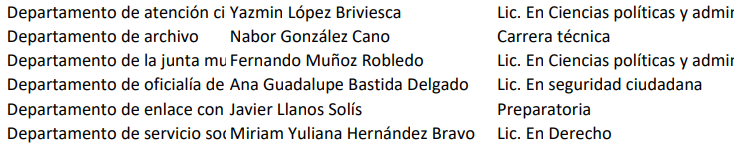 Departamento de atención ci Yazmin López Briviesca Lic. En Ciencias políticas y admi
Departamento de archivo Nabor González Cano Carrera técnica
Departamento de la junta mu Fernando Muñoz Robledo Lic. En Ciencias políticas y admi
Departamento de oficialía de Ana Guadalupe Bastida Delgado Lic. En seguridad ciudadana
Departamento de enlace con Javier Llanos Solís Preparatoria
Departamento de servicio soc Miriam Yuliana Hernández Bravo Lic. En Derecho